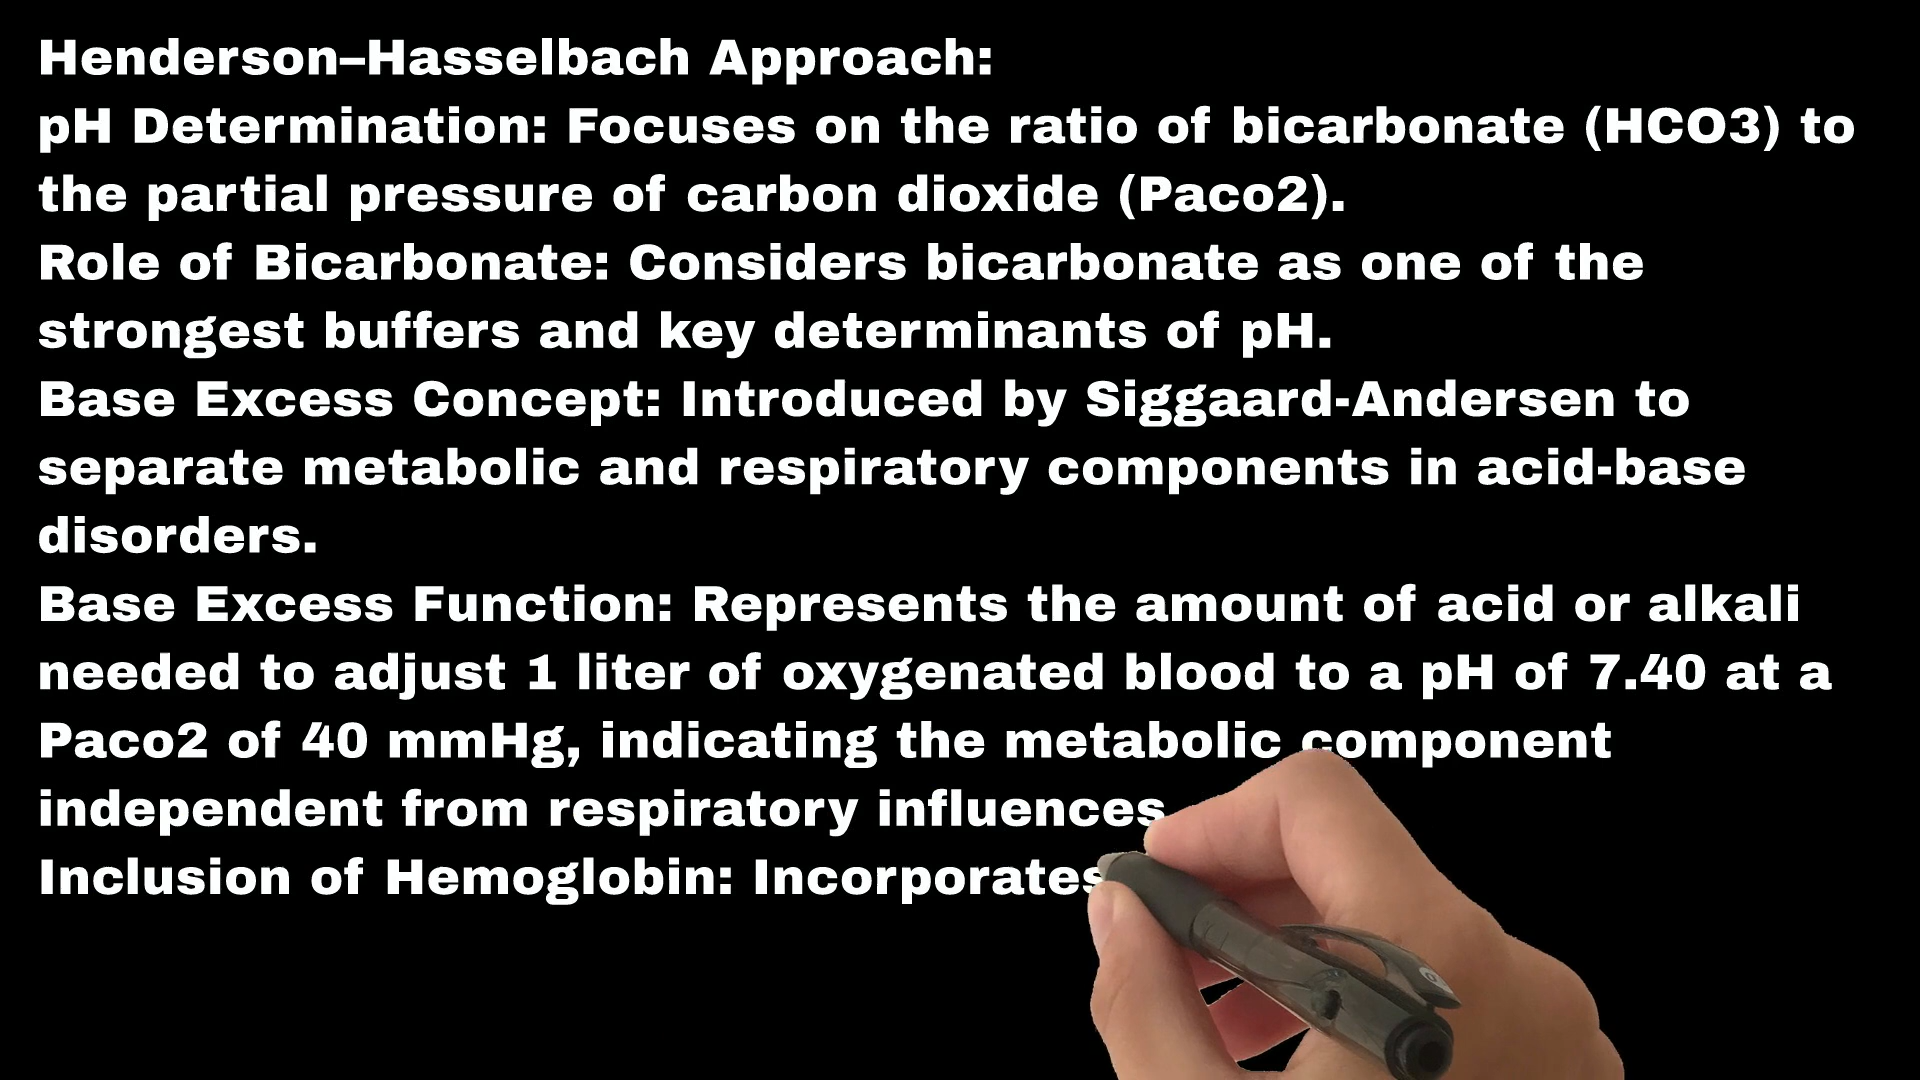 Henderson–Hasselbach Approach:
pH Determination: Focuses on the ratio of bicarbonate (HCO3) to
the partial pressure of carbon dioxide (Paco2).
Role of Bicarbonate: Considers bicarbonate as one of the
strongest buffers and key determinants of pH.
Base Excess Concept: Introduced by Siggaard-Andersen to
separate metabolic and respiratory components in acid-base
disorders.
Base Excess Function: Represents the amount of acid or alkali
needed to adjust 1 liter of oxygenated blood to a pH of 7.40 at a
Paco2 of 40 mmHg, indicating the metabolic component
independent from respiratory influences
Inclusion of Hemoglobin: Incorporates